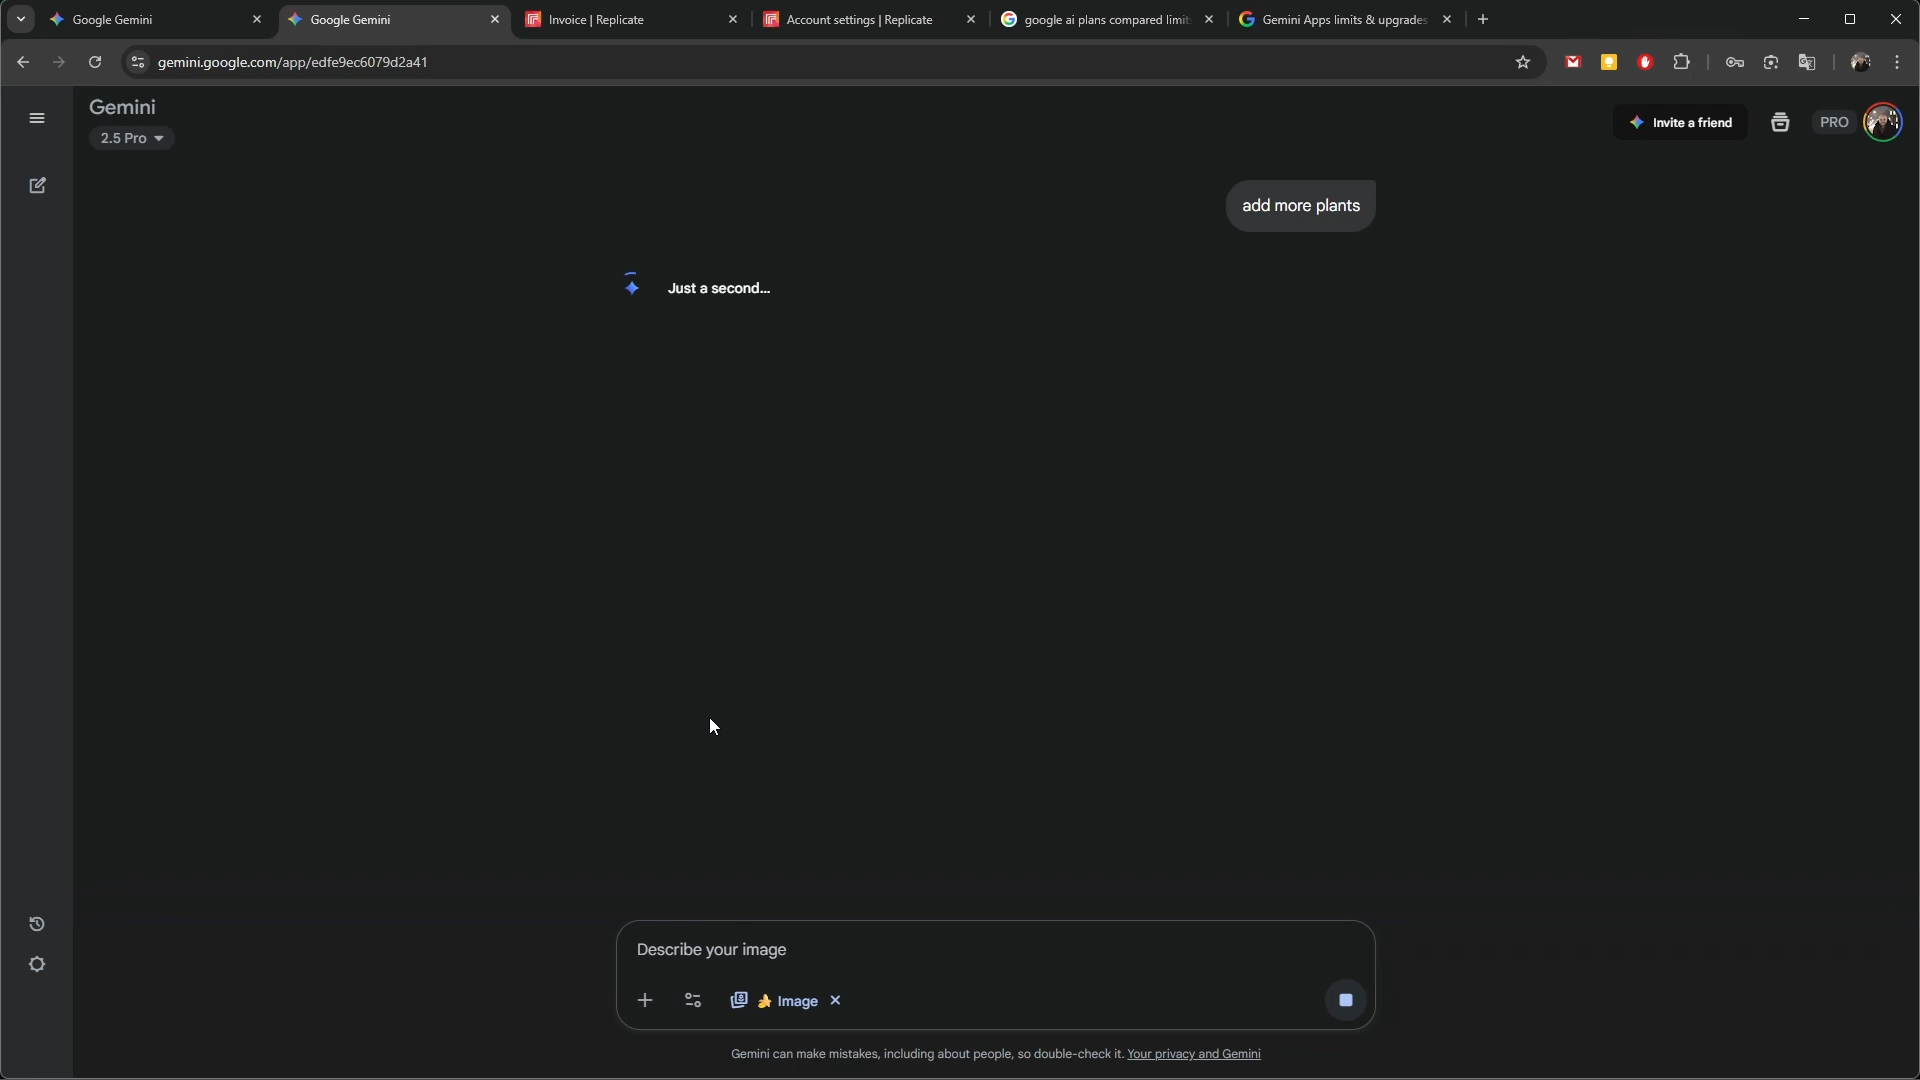 Google Gemini
Google Gemini
Invoice | Replicate
Account settings | Replicate
google ai plans compared limit
Gemini Apps limits & upgrades
gemini.google.com/app/edfe9ec6079d2a41
Gemini
2.5 Pro
Invite a friend
PRO
add more plants
Just a second...
Describe your image
Image
Gemini can make mistakes, including about people, so double-check it. Your privacy and Gemini